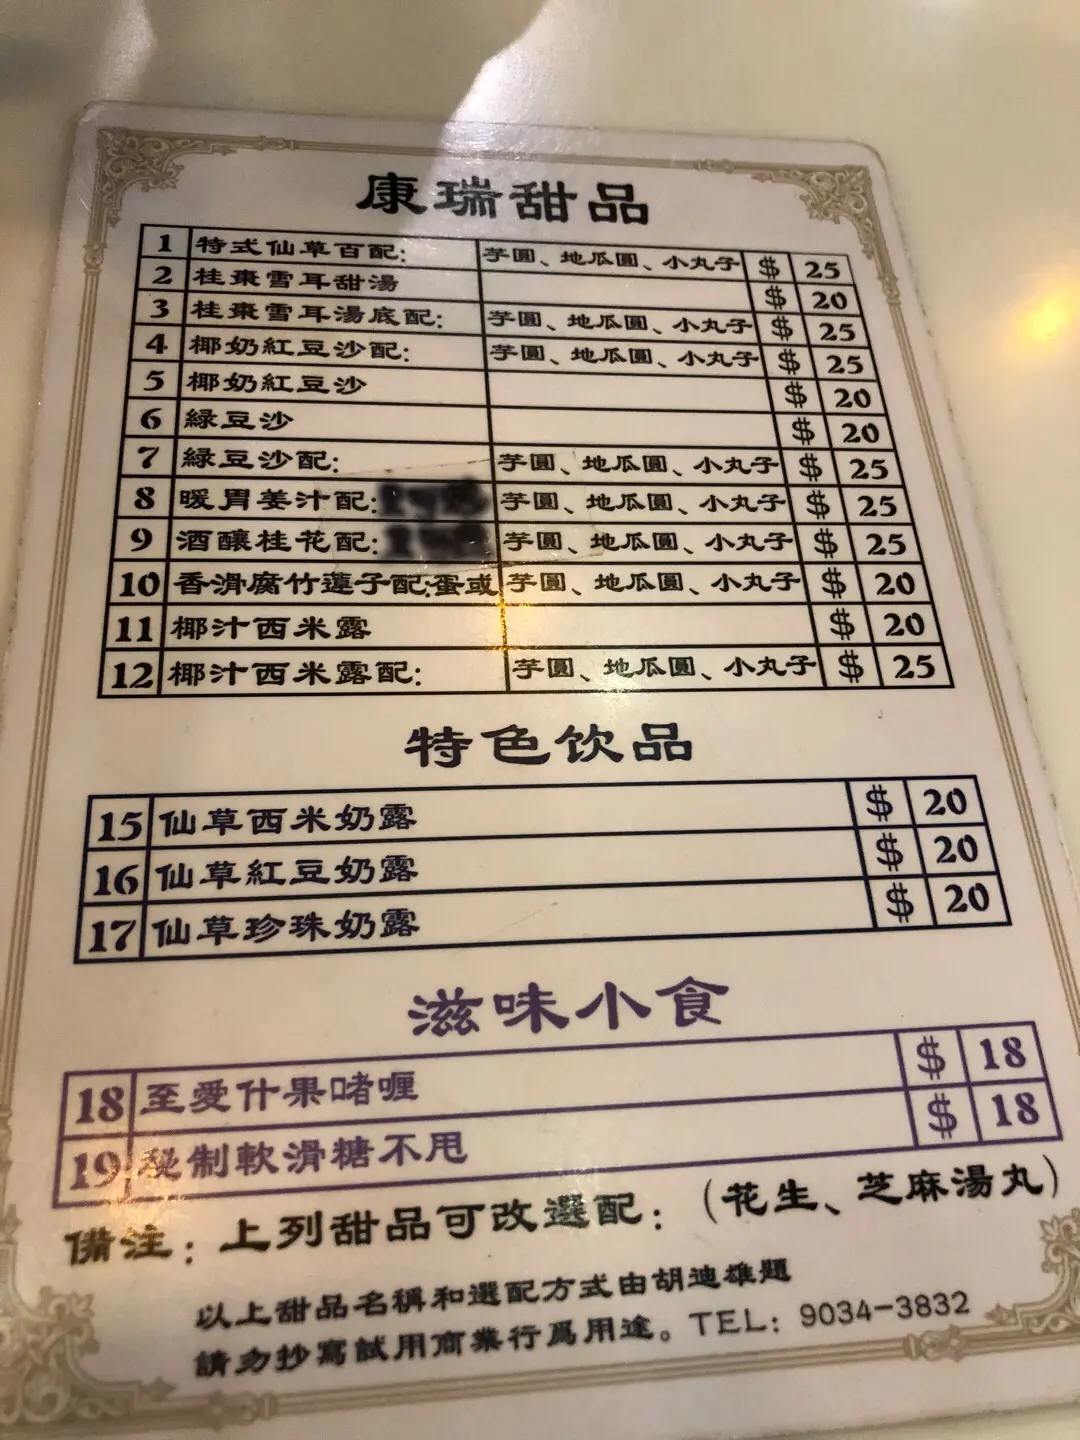 康瑞甜品
1 特式仙草百配: 芋圓、地瓜圓、小丸子 $ 25
2 桂棗雪耳甜湯 $ 20
3 桂棗雪耳湯底配: 芋圓、地瓜圓、小丸子 $ 25
4 椰奶紅豆沙配: 芋圓、地瓜圓、小丸子 $ 25
5 椰奶紅豆沙 $ 20
6 綠豆沙 $ 20
7 綠豆沙配: 芋圓、地瓜圓、小丸子 $ 25
8 暖胃姜汁配: 芋圓、地瓜圓、小丸子 $ 25
9 酒釀桂花配: 芋圓、地瓜圓、小丸子 $ 25
10 香滑腐竹蓮子配:蛋或 芋圓、地瓜圓、小丸子 $ 20
11 椰汁西米露 $ 20
12 椰汁西米露配: 芋圓、地瓜圓、小丸子 $ 25
特色饮品
15 仙草西米奶露 $ 20
16 仙草紅豆奶露 $ 20
17 仙草珍珠奶露 $ 20
滋味小食
18 至愛什果啫喱 $ 18
19 秘制軟滑糖不甩 $ 18
備注：上列甜品可改選配：（花生、芝麻湯丸）
以上甜品名稱和選配方式由胡迪雄題
請勿抄寫試用商業行爲用途。TEL: 9034-3832